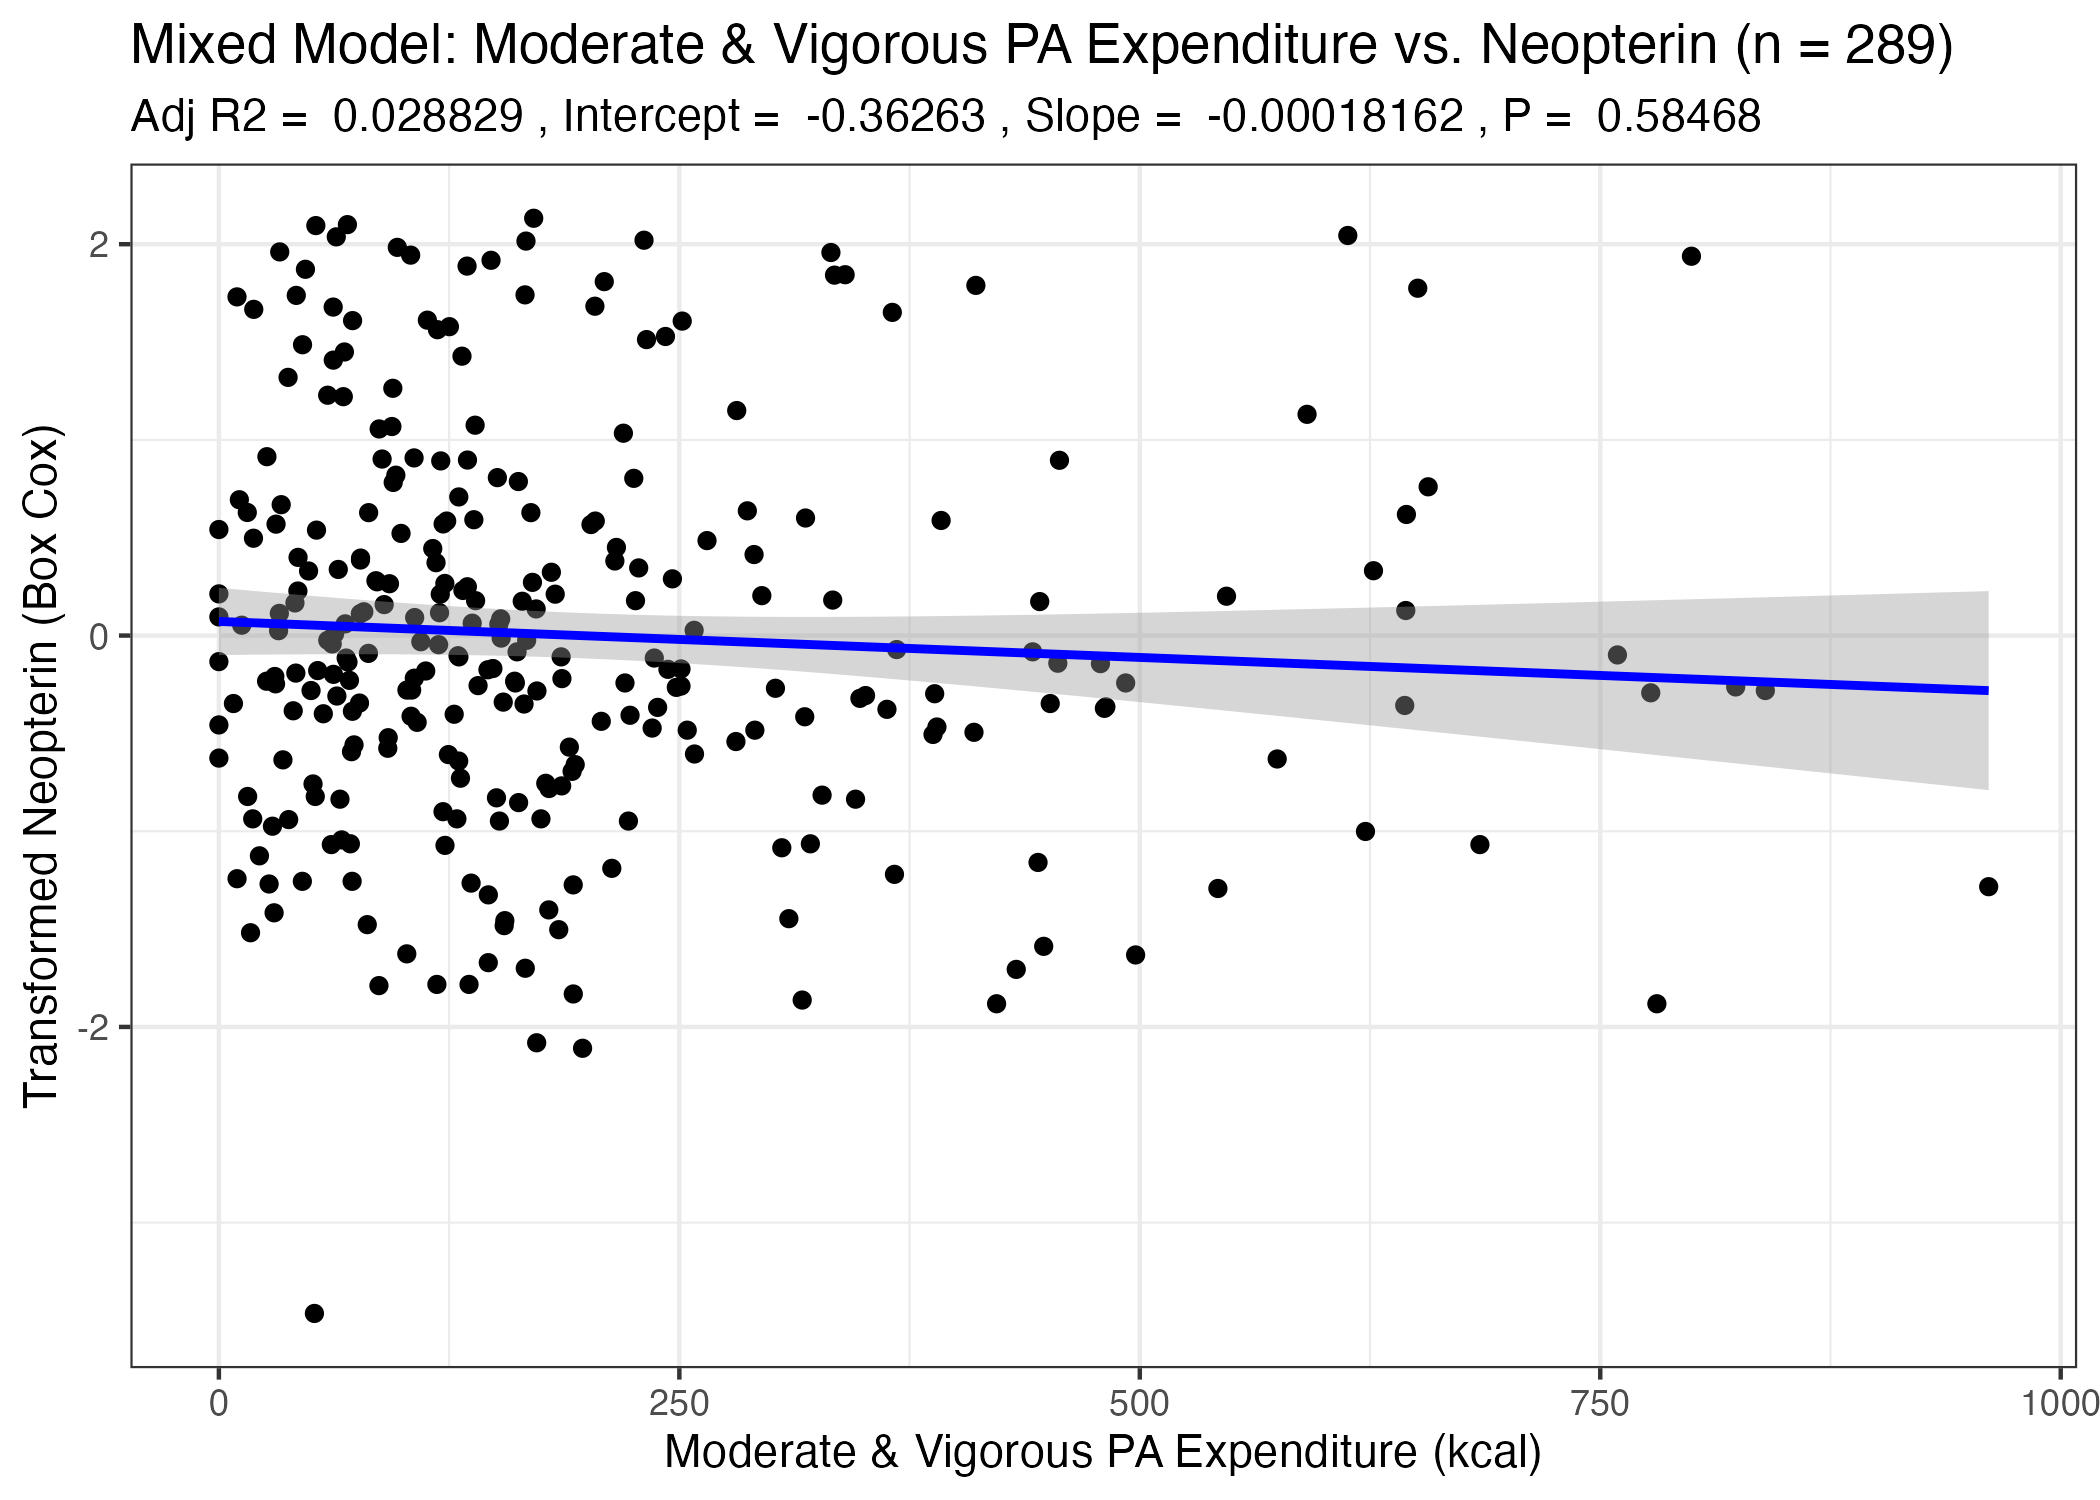 Mixed Model: Moderate & Vigorous PA Expenditure vs. Neopterin (n = 289)
Adj R2 =  0.028829 , Intercept =  -0.36263 , Slope =  -0.00018162 , P =  0.58468
Transformed Neopterin (Box Cox)
2
0
-2
0
250
500
750
1000
Moderate & Vigorous PA Expenditure (kcal)